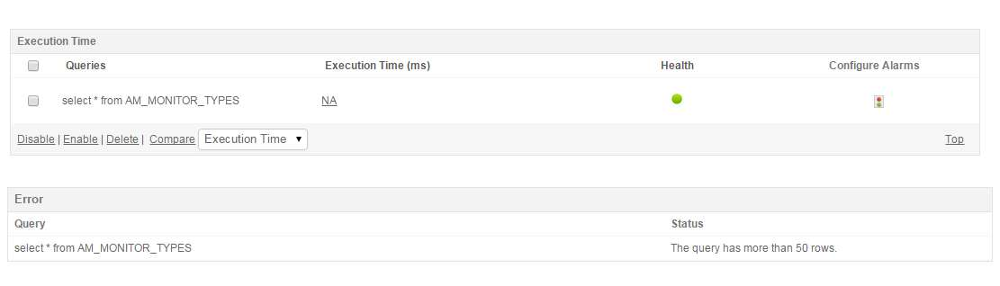 Execution Time
Queries Execution Time (ms) Health Configure Alarms
select * from AM_MONITOR_TYPES NA
Disable | Enable | Delete | Compare Execution Time Top
Error
Query Status
select * from AM_MONITOR_TYPES The query has more than 50 rows.